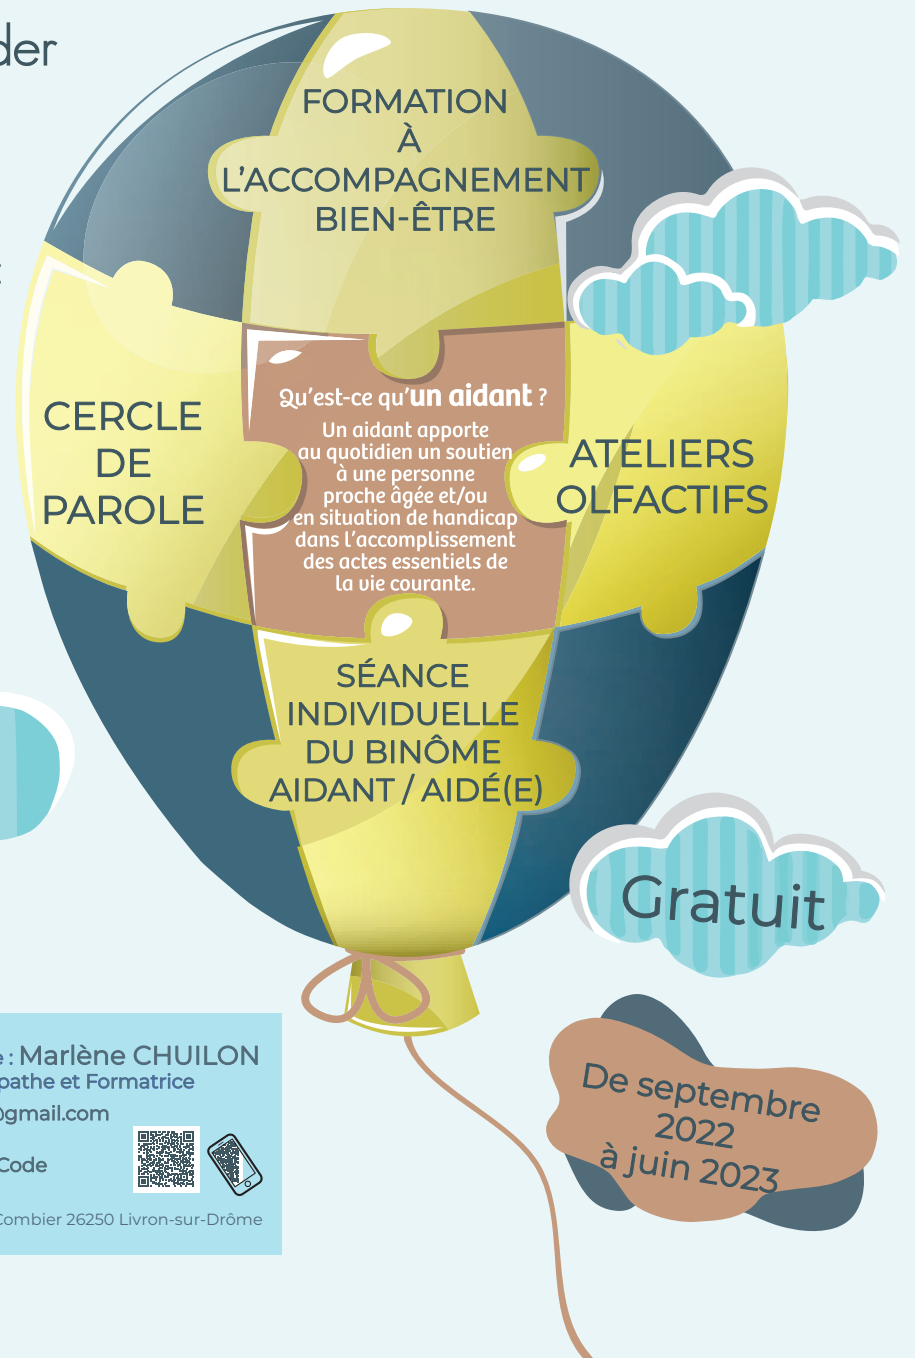 FORMATION
À
L'ACCOMPAGNEMENT
BIEN-ÊTRE
CERCLE
DE
PAROLE
Qu'est-ce qu'un aidant ?
Un aidant apporte
au quotidien un soutien
à une personne
proche âgée et/ou
en situation de handicap
dans l'accomplissement
des actes essentiels de
la vie courante.
ATELIERS
OLFACTIFS
SÉANCE
INDIVIDUELLE
DU BINÔME
AIDANT / AIDÉ(E)
Gratuit
De septembre
2022
à juin 2023
: Marlène CHUILON
et Formatrice
@gmail.com
Code
Combier 26250 Livron-sur-Drôme